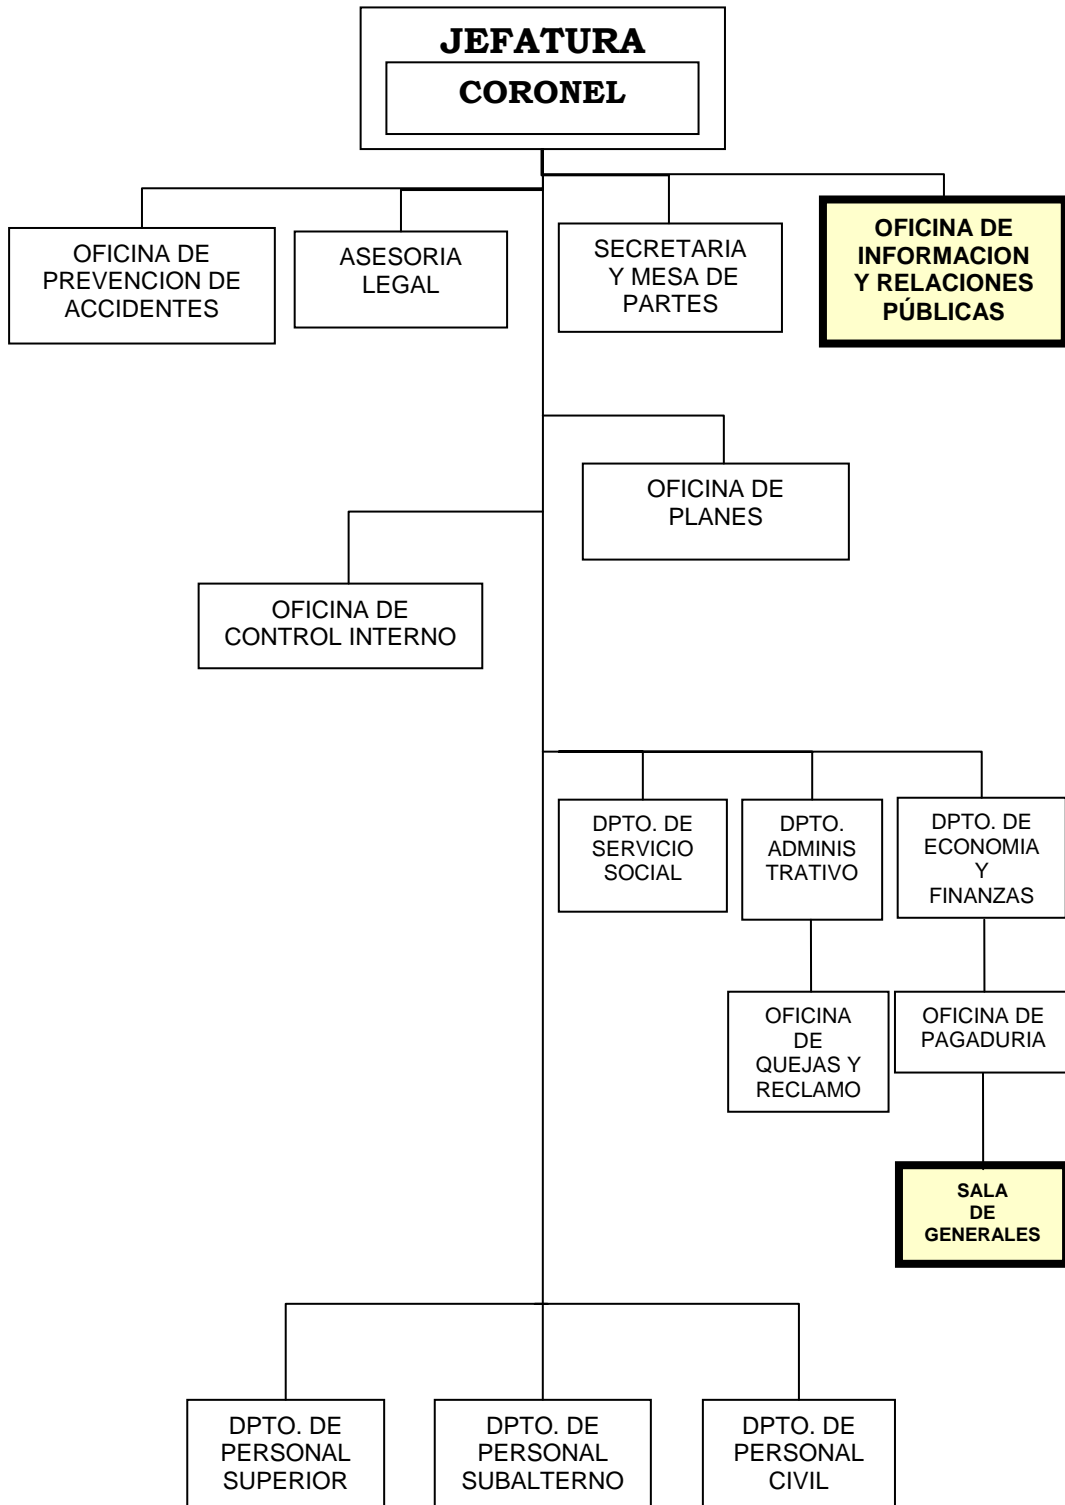 JEFATURA
CORONEL
OFICINA DE
PREVENCION DE
ACCIDENTES
ASESORIA
LEGAL
SECRETARIA
Y MESA DE
PARTES
OFICINA DE
INFORMACION
Y RELACIONES
PÚBLICAS
OFICINA DE
PLANES
OFICINA DE
CONTROL INTERNO
DPTO. DE
SERVICIO
SOCIAL
DPTO.
ADMINIS
TRATIVO
DPTO. DE
ECONOMIA
Y
FINANZAS
OFICINA
DE
QUEJAS Y
RECLAMO
OFICINA DE
PAGADURIA
SALA
DE
GENERALES
DPTO. DE
PERSONAL
SUPERIOR
DPTO. DE
PERSONAL
SUBALTERNO
DPTO. DE
PERSONAL
CIVIL